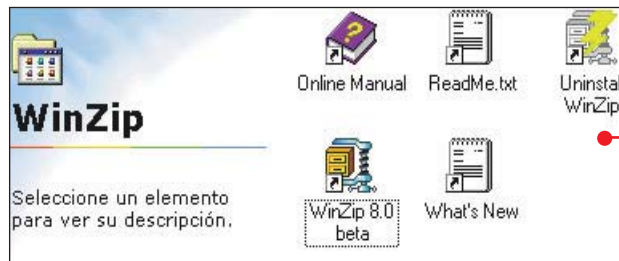 WinZip
Seleccione un elemento
para ver su descripción.
Online Manual
ReadMe.txt
Uninstal
WinZip
WinZip 8.0
beta
What's New